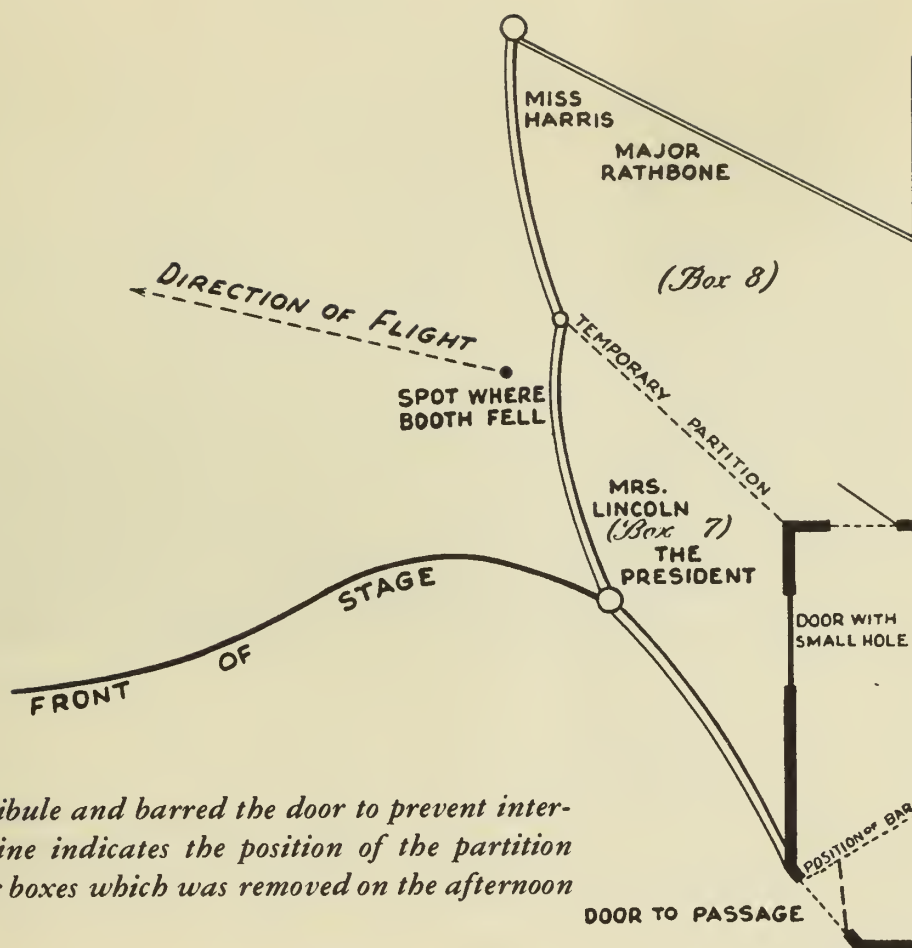 MISS
HARRIS
MAJOR
RATHBONE
(Box 8)
DIRECTION OF FLIGHT
SPOT WHERE
BOOTH FELL
TEMPORARY PARTITION
MRS.
LINCOLN
(Box 7)
THE
PRESIDENT
FRONT OF STAGE
DOOR WITH
SMALL HOLE
ibule and barred the door to prevent inter-
ine indicates the position of the partition
boxes which was removed on the afternoon
POSITION OF BAR
DOOR TO PASSAGE